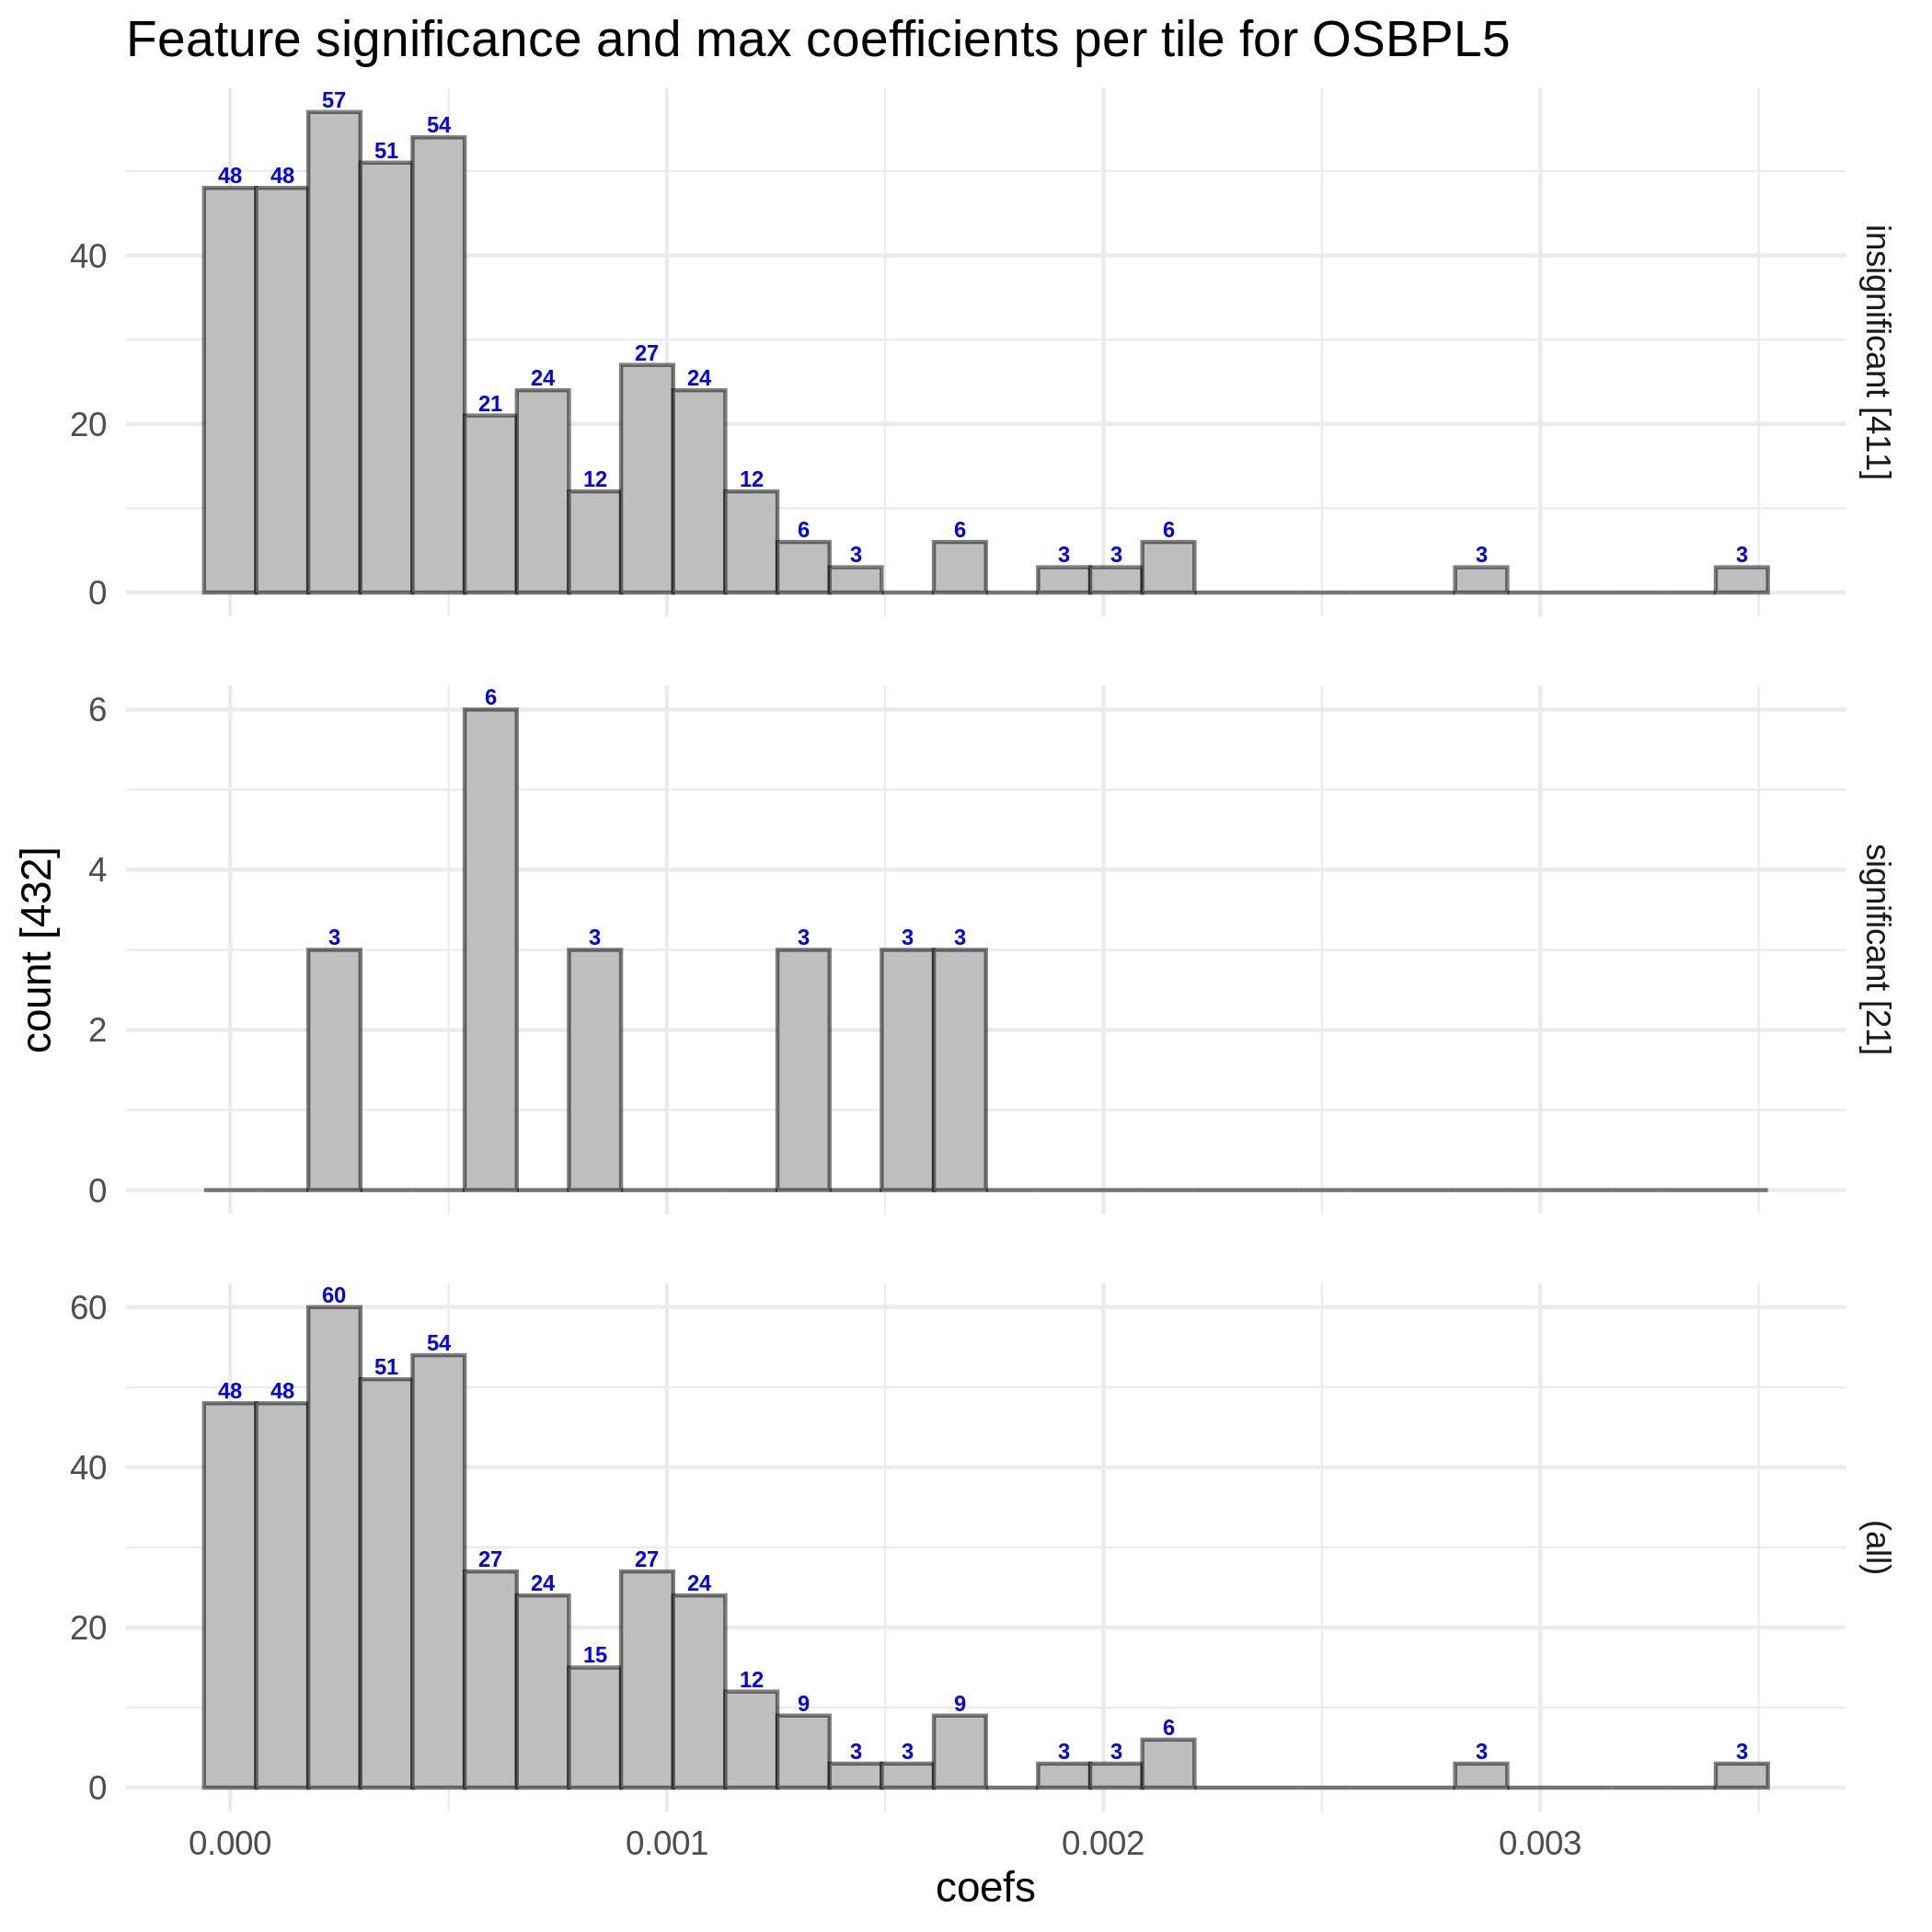 Feature significance and max coefficients per tile for OSBPL5
48 48 57 51 54 21 24 12 27 24 12 6 3 6 3 3 6 3 3
40
20
0
insignificant [411]
3 6 3 3 3 3
6
4
2
0
significant [21]
count [432]
48 48 60 51 54 27 24 15 27 24 12 9 3 3 9 3 3 6 3 3
60
40
20
0
(all)
0.000 0.001 0.002 0.003
coefs